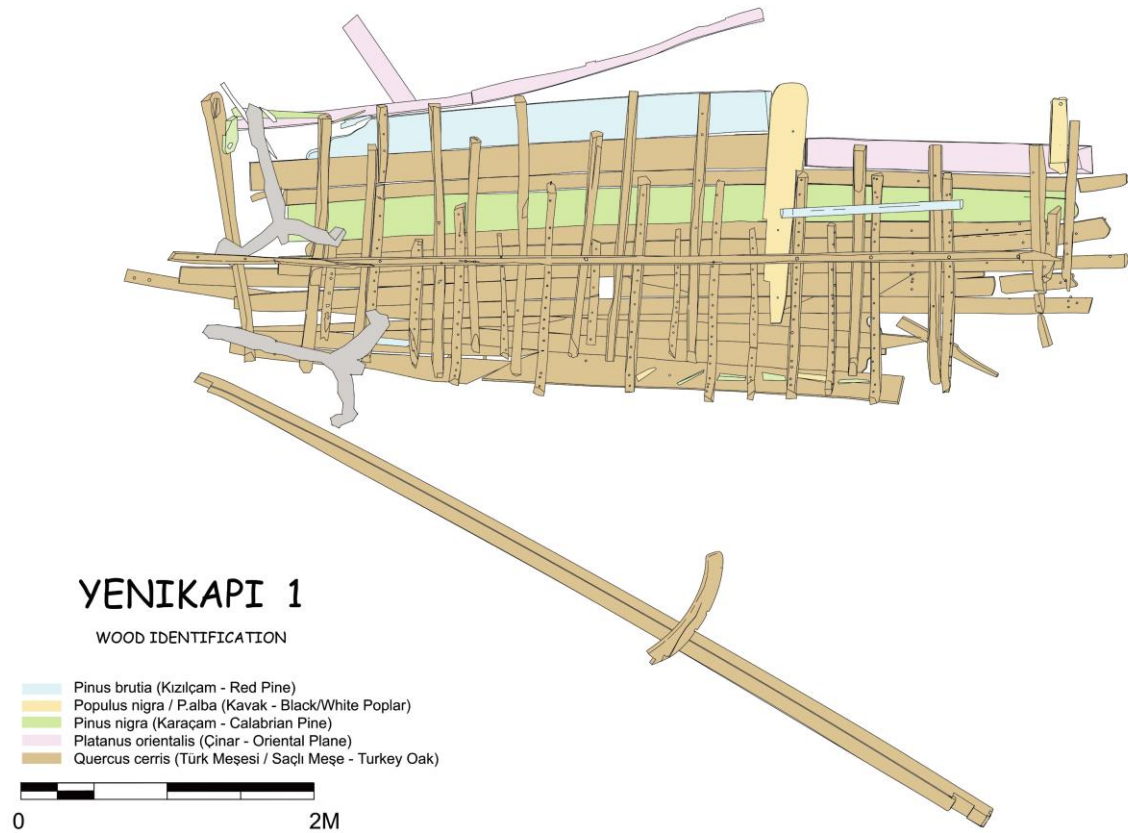 YENIKAPI 1
WOOD IDENTIFICATION
Pinus brutia (Kızılçam - Red Pine)
Populus nigra / P.alba (Kavak - Black/White Poplar)
Pinus nigra (Karaçam - Calabrian Pine)
Platanus orientalis (Çinar - Oriental Plane)
Quercus cerris (Türk Meşesi / Saçlı Meşe - Turkey Oak)
0 2M